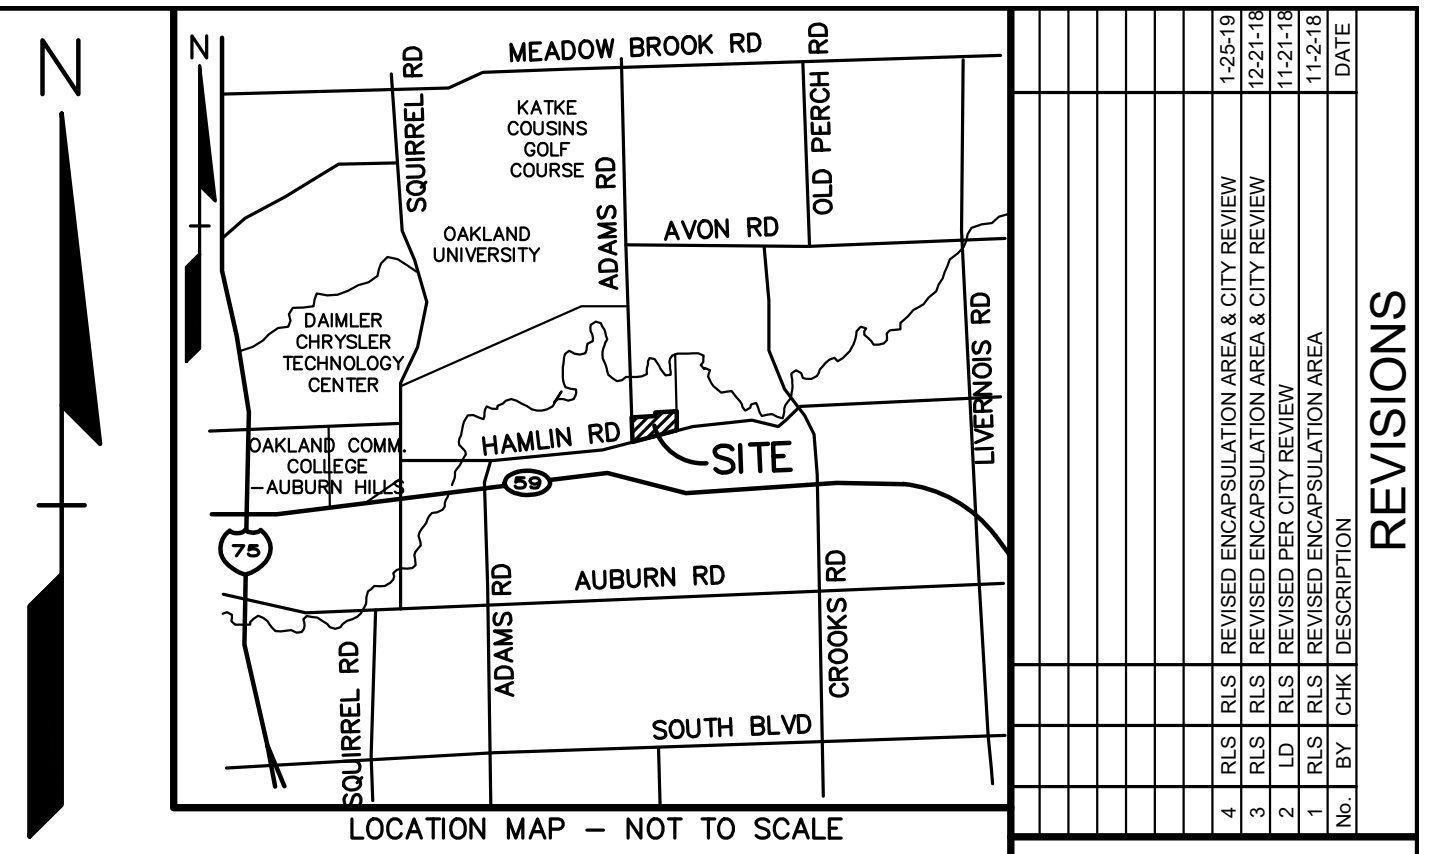 N
N
MEADOW BROOK RD
SQUIRREL RD
OLD PERCH RD
KATKE
COUSINS
GOLF
COURSE
ADAMS RD
AVON RD
OAKLAND
UNIVERSITY
DAIMLER
CHRYSLER
TECHNOLOGY
CENTER
LIVERNOIS RD
OAKLAND COMM.
COLLEGE
-AUBURN HILLS
HAMLIN RD
SITE
59
75
AUBURN RD
ADAMS RD
CROOKS RD
SQUIRREL RD
SOUTH BLVD
LOCATION MAP - NOT TO SCALE
4 RLS RLS REVISED ENCAPSULATION AREA & CITY REVIEW 1-25-19
3 RLS RLS REVISED ENCAPSULATION AREA & CITY REVIEW 12-21-18
2 LD RLS REVISED PER CITY REVIEW 11-21-18
1 RLS RLS REVISED ENCAPSULATION AREA 11-2-18
No. BY CHK DESCRIPTION DATE
REVISIONS